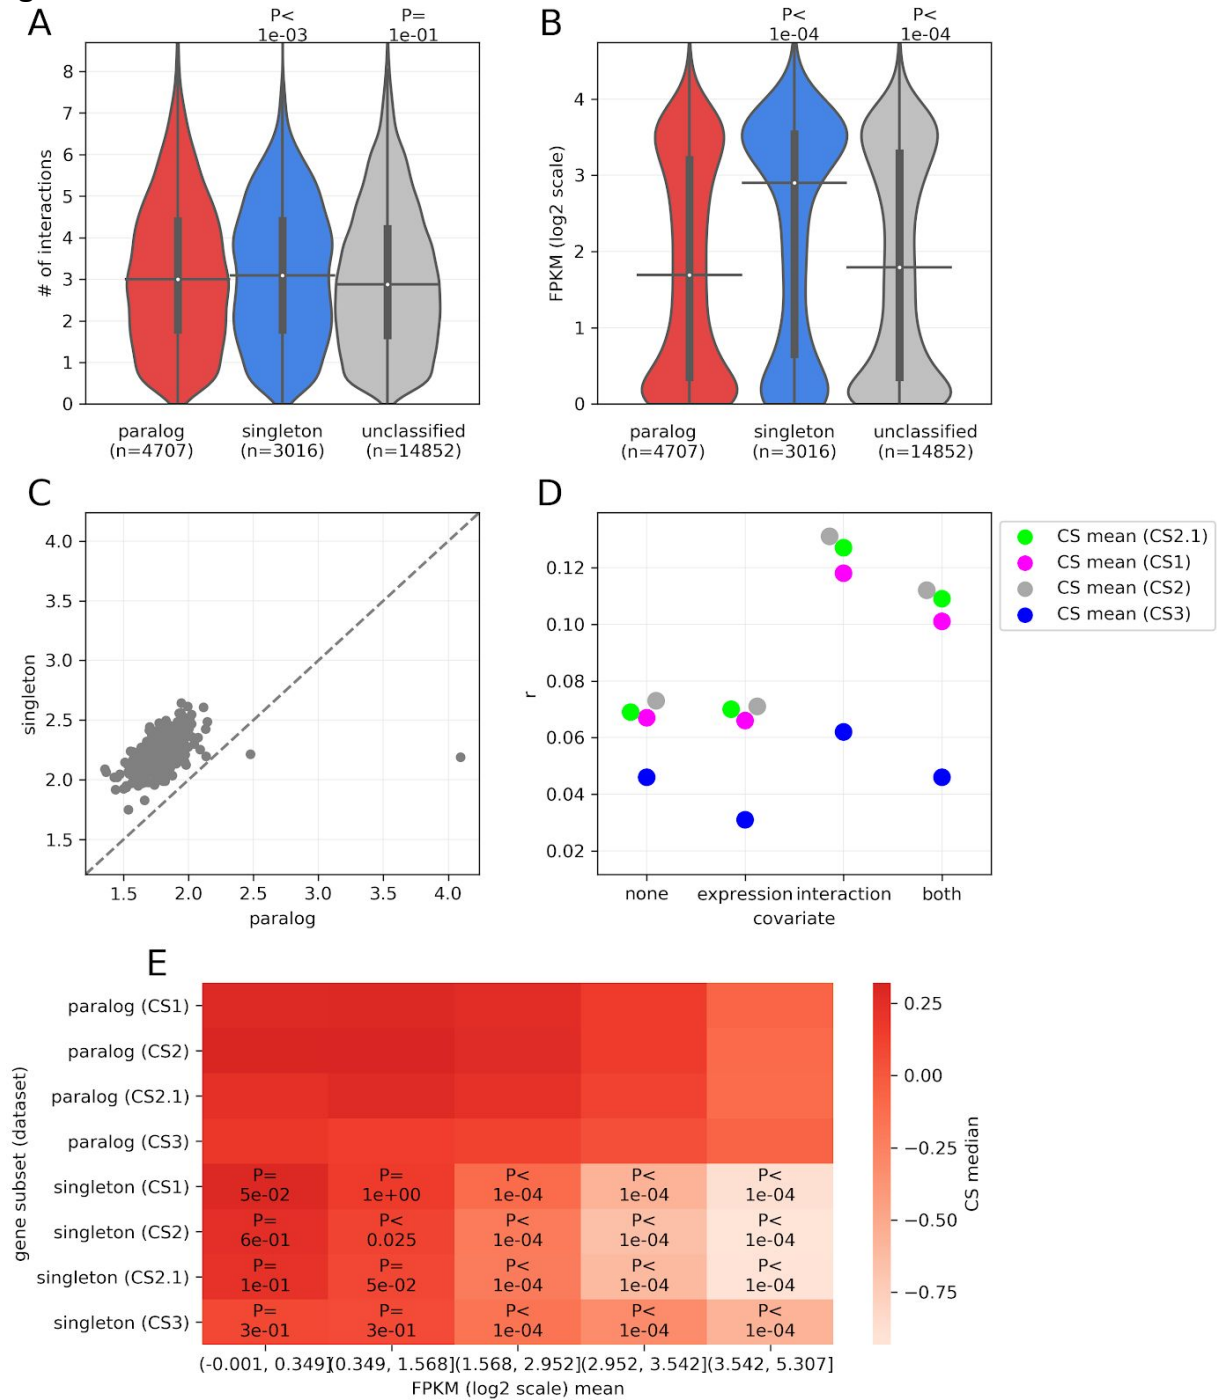 A
P<
1e-03
P=
1e-01
# of interactions
8
7
6
5
4
3
2
1
0
paralog
(n=4707)
singleton
(n=3016)
unclassified
(n=14852)
B
P<
1e-04
P<
1e-04
FPKM (log2 scale)
4
3
2
1
0
paralog
(n=4707)
singleton
(n=3016)
unclassified
(n=14852)
C
singleton
4.0
3.5
3.0
2.5
2.0
1.5
1.5 2.0 2.5 3.0 3.5 4.0
paralog
D
r
0.12
0.10
0.08
0.06
0.04
0.02
none expression interaction both
covariate
CS mean (CS2.1)
CS mean (CS1)
CS mean (CS2)
CS mean (CS3)
E
gene subset (dataset)
paralog (CS1)
paralog (CS2)
paralog (CS2.1)
paralog (CS3)
singleton (CS1)
P= P= P< P< P<
5e-02 1e+00 1e-04 1e-04 1e-04
singleton (CS2)
P= P< P< P< P<
6e-01 0.025 1e-04 1e-04 1e-04
singleton (CS2.1)
P= P= P< P< P<
1e-01 5e-02 1e-04 1e-04 1e-04
singleton (CS3)
P= P= P< P< P<
3e-01 3e-01 1e-04 1e-04 1e-04
(-0.001, 0.349] (0.349, 1.568] (1.568, 2.952] (2.952, 3.542] (3.542, 5.307]
FPKM (log2 scale) mean
0.25
0.00
−0.25
−0.50
−0.75
CS median